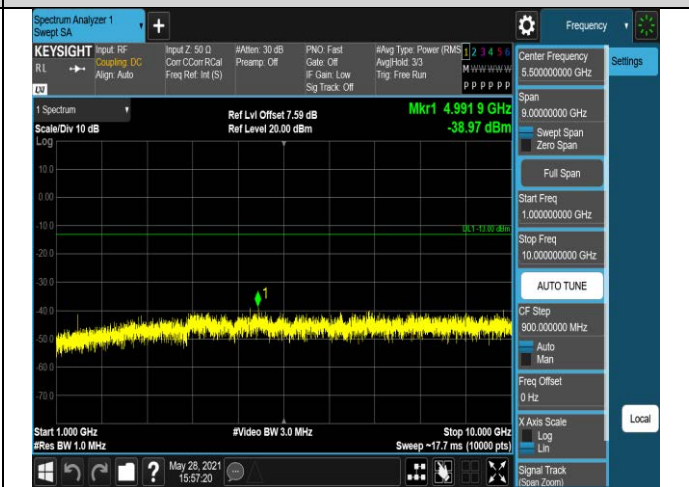 Spectrum Analyzer 1
Swept SA
+
Frequency
KEYSIGHT
RL
LXI
Input: RF
Coupling: DC
Align: Auto
Input Z: 50 Ω
Corr CCorr RCal
Freq Ref: Int (S)
#Atten: 30 dB
Preamp: Off
PNO: Fast
Gate: Off
IF Gain: Low
Sig Track: Off
#Avg Type: Power (RMS
Avg|Hold: 3/3
Trig: Free Run
1 2 3 4 5 6
M W W W W W
P P P P P P
1 Spectrum
Scale/Div 10 dB
Log
Ref Lvl Offset 7.59 dB
Ref Level 20.00 dBm
Mkr1 4.991 9 GHz
-38.97 dBm
10.0
0.00
-10.0
DL1 -13.00 dBm
-20.0
-30.0
1
-40.0
-50.0
-60.0
-70.0
Start 1.000 GHz
#Res BW 1.0 MHz
#Video BW 3.0 MHz
Stop 10.000 GHz
Sweep ~17.7 ms (10000 pts)
?
May 28, 2021
15:57:20
Center Frequency
5.500000000 GHz
Span
9.00000000 GHz
Swept Span
Zero Span
Full Span
Start Freq
1.000000000 GHz
Stop Freq
10.000000000 GHz
AUTO TUNE
CF Step
900.000000 MHz
Auto
Man
Freq Offset
0 Hz
X Axis Scale
Log
Lin
Signal Track
(Span Zoom)
Settings
Local